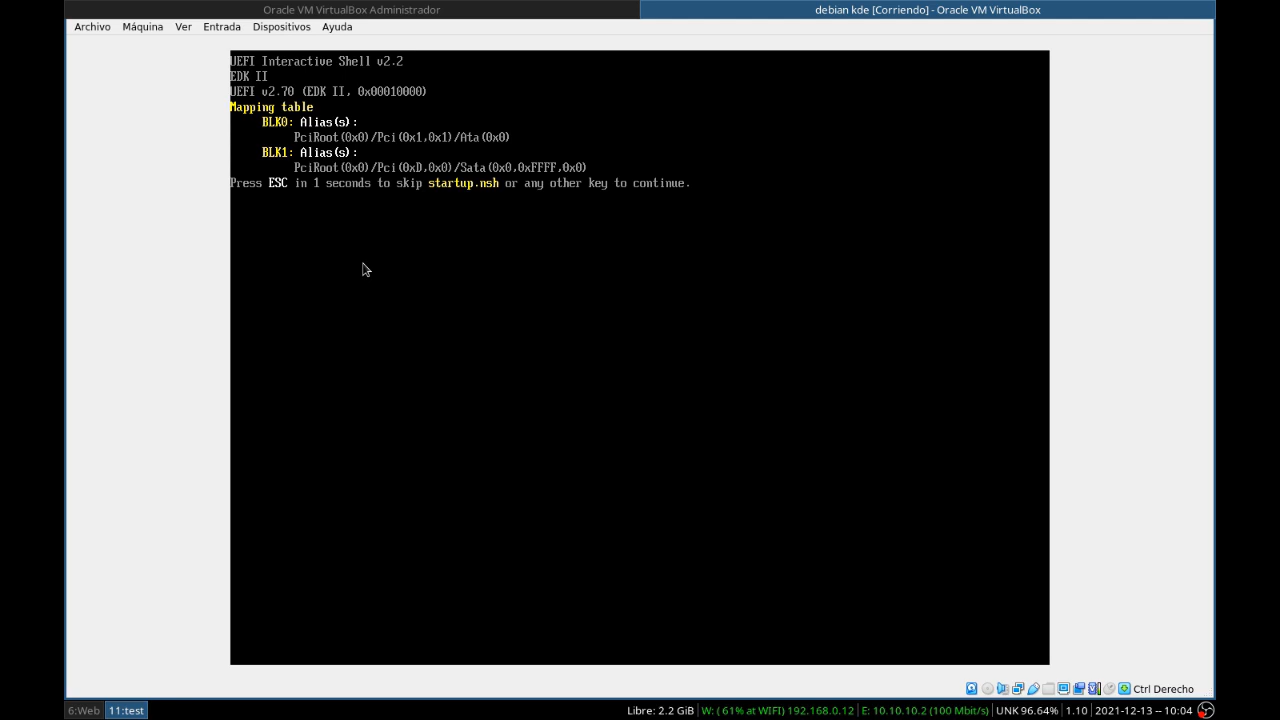 Oracle VM VirtualBox Administrador
debian kde [Corriendo] - Oracle VM VirtualBox
Archivo Máquina Ver Entrada Dispositivos Ayuda
UEFI Interactive Shell v2.2
EDK II
UEFI v2.70 (EDK II, 0x00010000)
Mapping table
BLK0: Alias(s):
PciRoot(0x0)/Pci(0x1,0x1)/Ata(0x0)
BLK1: Alias(s):
PciRoot(0x0)/Pci(0xD,0x0)/Sata(0x0,0xFFFF,0x0)
Press ESC in 1 seconds to skip startup.nsh or any other key to continue.
Ctrl Derecho
6:Web 11:test
Libre: 2.2 GiB W: ( 61% at WIFI) 192.168.0.12 E: 10.10.10.2 (100 Mbit/s) UNK 96.64% 1.10 2021-12-13 -- 10:04